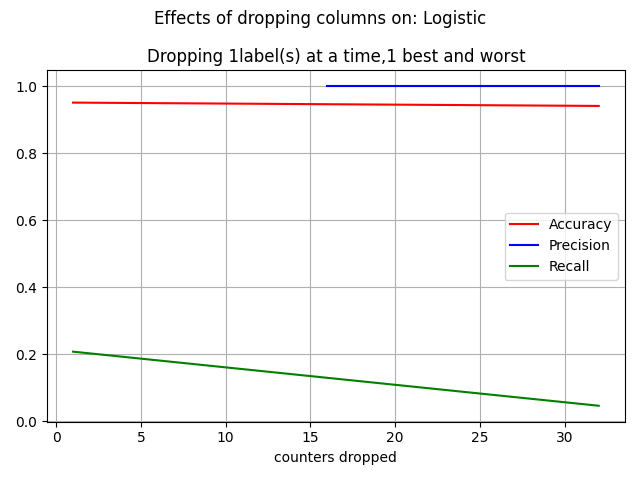 Effects of dropping columns on: Logistic
Dropping 1label(s) at a time,1 best and worst
1.0
0.8
0.6
0.4
0.2
0.0
Accuracy
Precision
Recall
0 5 10 15 20 25 30
counters dropped